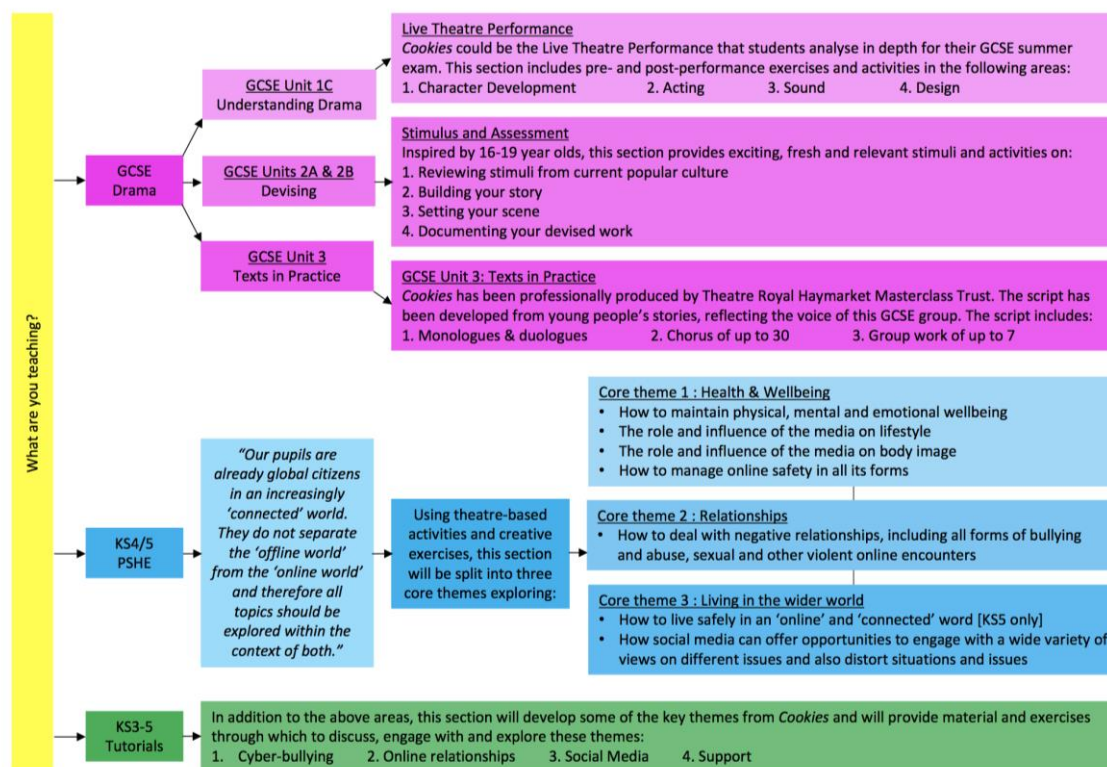 What are you teaching?
GCSE
Drama
GCSE Unit 1C
Understanding Drama
Live Theatre Performance
Cookies could be the Live Theatre Performance that students analyse in depth for their GCSE summer
exam. This section includes pre- and post-performance exercises and activities in the following areas:
1. Character Development 2. Acting 3. Sound 4. Design
GCSE Units 2A & 2B
Devising
Stimulus and Assessment
Inspired by 16-19 year olds, this section provides exciting, fresh and relevant stimuli and activities on:
1. Reviewing stimuli from current popular culture
2. Building your story
3. Setting your scene
4. Documenting your devised work
GCSE Unit 3
Texts in Practice
GCSE Unit 3: Texts in Practice
Cookies has been professionally produced by Theatre Royal Haymarket Masterclass Trust. The script has
been developed from young people's stories, reflecting the voice of this GCSE group. The script includes:
1. Monologues & duologues 2. Chorus of up to 30 3. Group work of up to 7
KS4/5
PSHE
"Our pupils are
already global citizens
in an increasingly
'connected' world.
They do not separate
the 'offline world'
from the 'online world'
and therefore all
topics should be
explored within the
context of both."
Using theatre-based
activities and creative
exercises, this section
will be split into three
core themes exploring:
Core theme 1 : Health & Wellbeing
• How to maintain physical, mental and emotional wellbeing
• The role and influence of the media on lifestyle
• The role and influence of the media on body image
• How to manage online safety in all its forms
Core theme 2 : Relationships
• How to deal with negative relationships, including all forms of bullying
and abuse, sexual and other violent online encounters
Core theme 3 : Living in the wider world
• How to live safely in an 'online' and 'connected' word [KS5 only]
• How social media can offer opportunities to engage with a wide variety of
views on different issues and also distort situations and issues
KS3-5
Tutorials
In addition to the above areas, this section will develop some of the key themes from Cookies and will provide material and exercises
through which to discuss, engage with and explore these themes:
1. Cyber-bullying 2. Online relationships 3. Social Media 4. Support